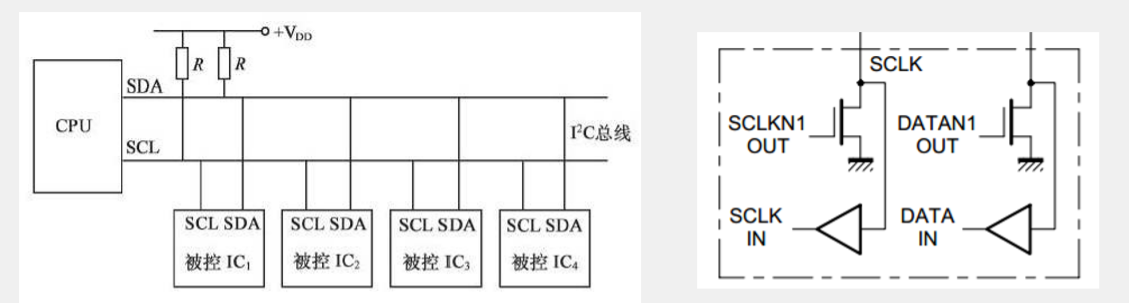 +VDD
R R
SDA
CPU
SCL
I²C总线
SCL SDA SCL SDA SCL SDA SCL SDA
被控 IC₁ 被控 IC₂ 被控 IC₃ 被控 IC₄
SCLK
SCLKN1
OUT
DATAN1
OUT
SCLK
IN
DATA
IN